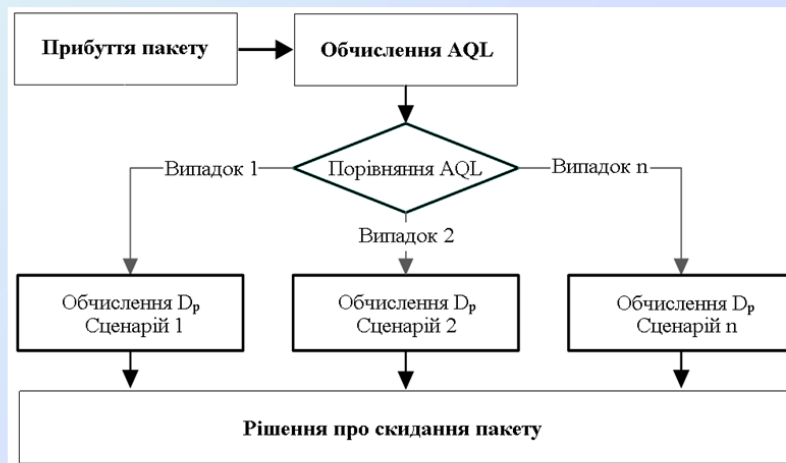 Прибуття пакету
Обчислення AQL
Порівняння AQL
Випадок 1
Випадок n
Випадок 2
Обчислення Dp
Сценарій 1
Обчислення Dp
Сценарій 2
Обчислення Dp
Сценарій n
Рішення про скидання пакету